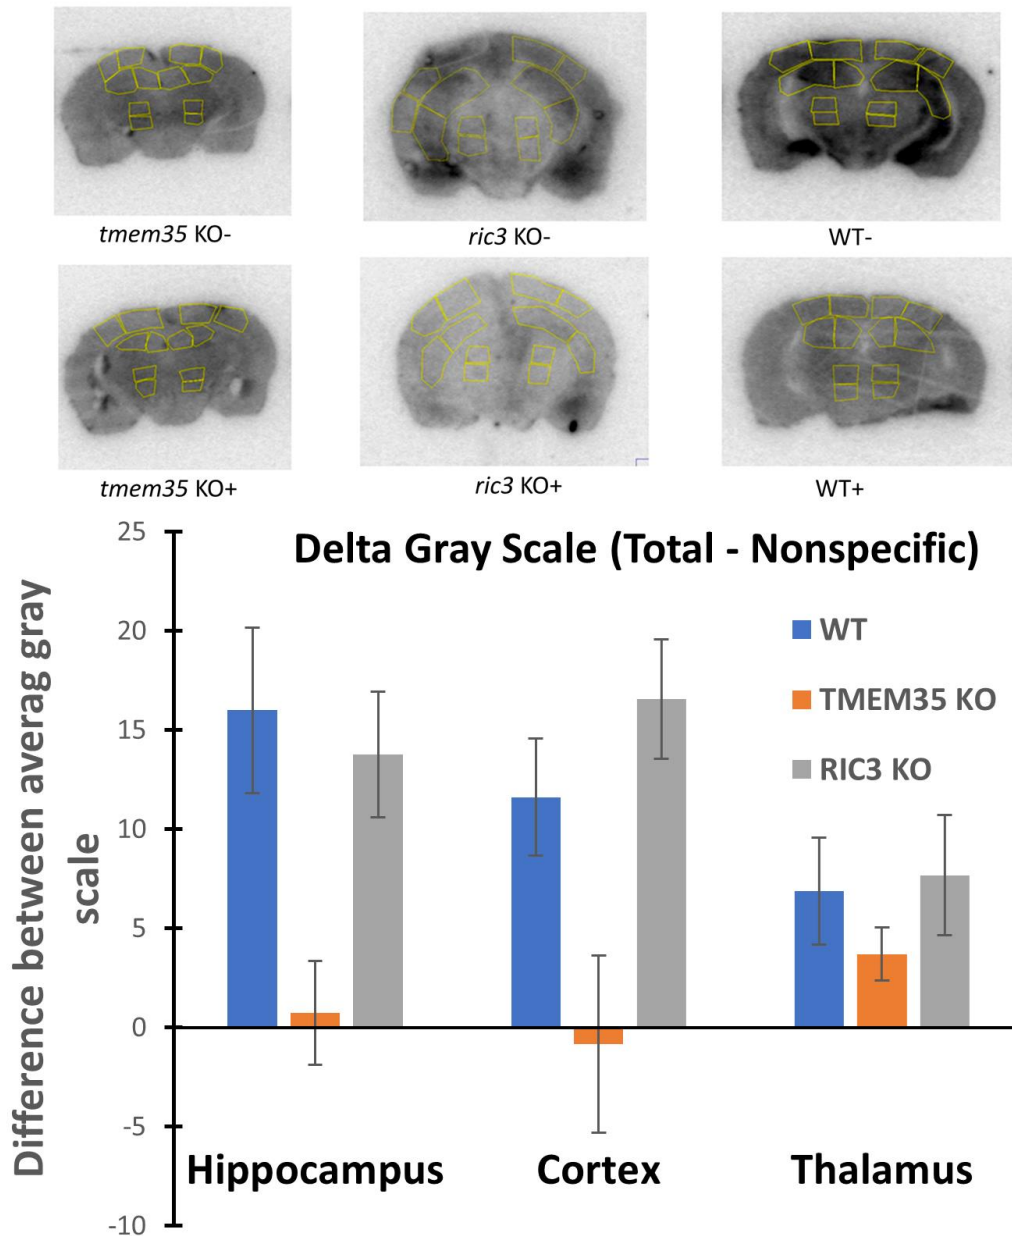 tmem35 KO-
ric3 KO-
WT-
tmem35 KO+
ric3 KO+
WT+
Delta Gray Scale (Total - Nonspecific)
Difference between averag gray
scale
25
20
15
10
5
0
-5
-10
WT
TMEM35 KO
RIC3 KO
Hippocampus
Cortex
Thalamus